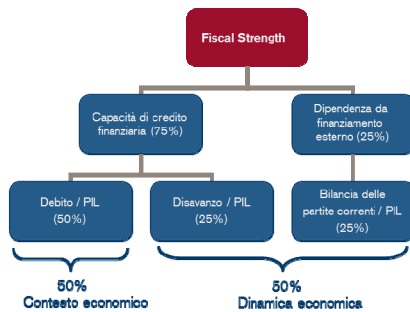 Fiscal Strength
Capacità di credito
finanziaria (75%)
Dipendenza da
finanziamento
esterno (25%)
Debito / PIL
(50%)
Disavanzo / PIL
(25%)
Bilancia delle
partite correnti / PIL
(25%)
50%
Contesto economico
50%
Dinamica economica